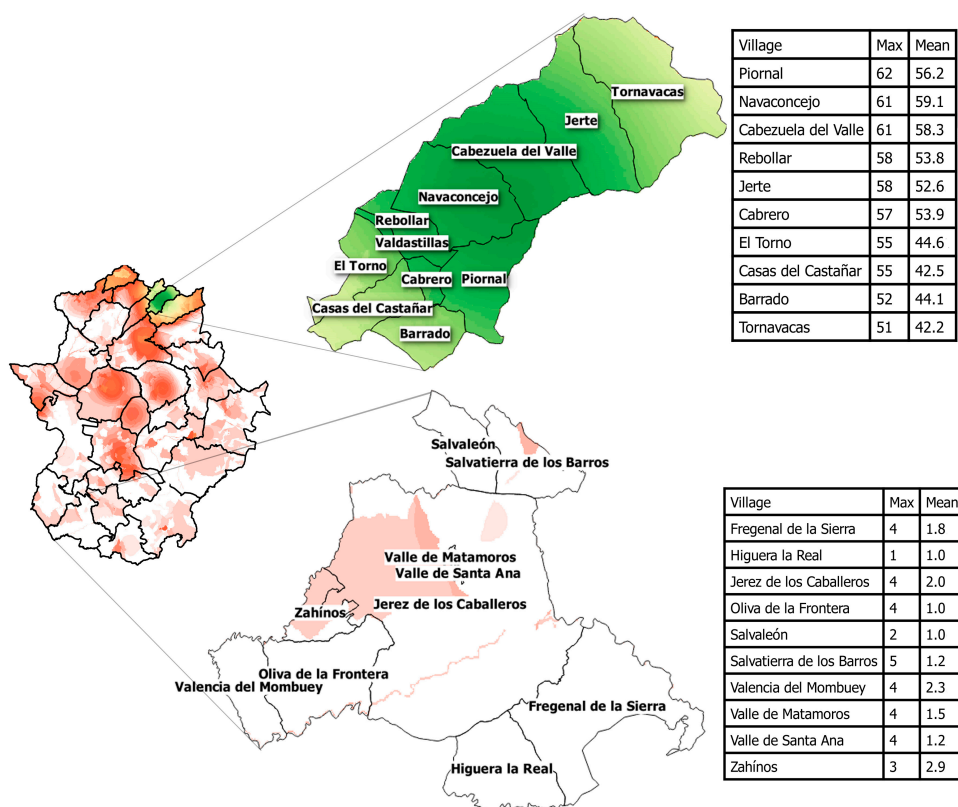 Tornavacas
Jerte
Cabezuela del Valle
Navaconcejo
Rebollar
Valdastillas
El Torno
Cabrero
Piornal
Casas del Castañar
Barrado
Village Max Mean
Piornal 62 56.2
Navaconcejo 61 59.1
Cabezuela del Valle 61 58.3
Rebollar 58 53.8
Jerte 58 52.6
Cabrero 57 53.9
El Torno 55 44.6
Casas del Castañar 55 42.5
Barrado 52 44.1
Tornavacas 51 42.2
Salvaleón
Salvatierra de los Barros
Valle de Matamoros
Valle de Santa Ana
Zahínos
Jerez de los Caballeros
Oliva de la Frontera
Valencia del Mombuey
Fregenal de la Sierra
Higuera la Real
Village Max Mean
Fregenal de la Sierra 4 1.8
Higuera la Real 1 1.0
Jerez de los Caballeros 4 2.0
Oliva de la Frontera 4 1.0
Salvaleón 2 1.0
Salvatierra de los Barros 5 1.2
Valencia del Mombuey 4 2.3
Valle de Matamoros 4 1.5
Valle de Santa Ana 4 1.2
Zahínos 3 2.9